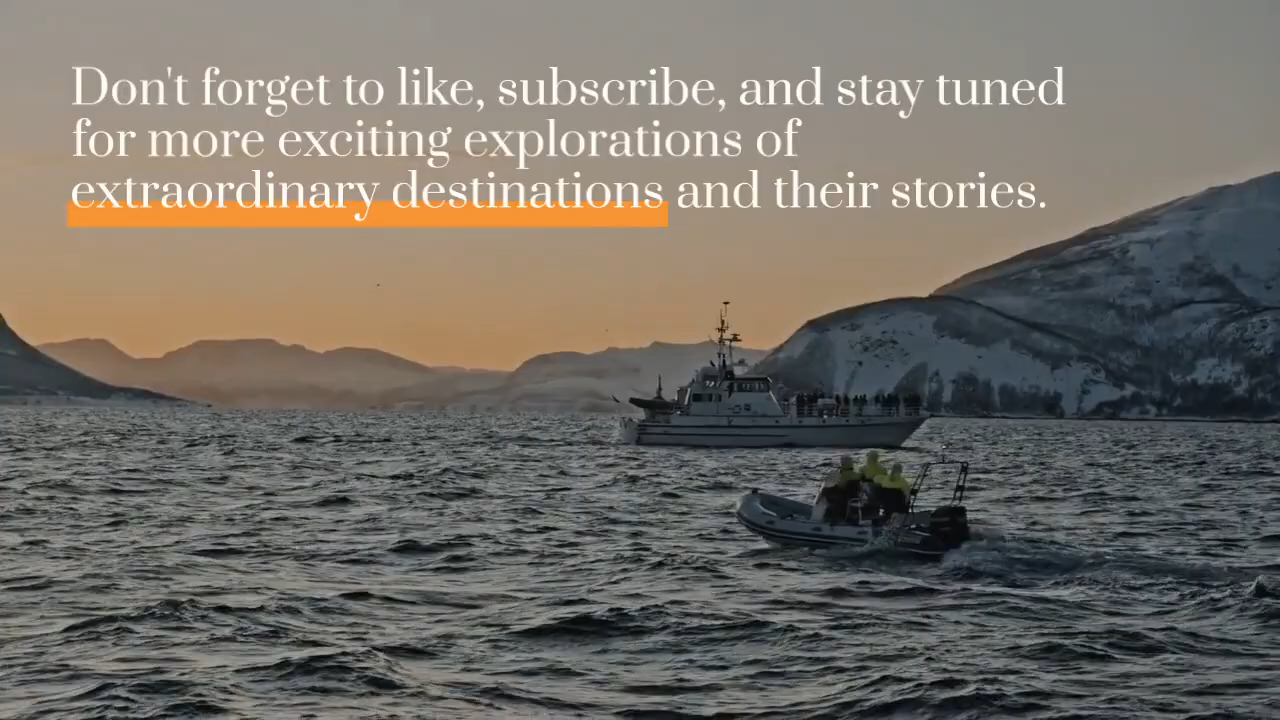 Don't forget to like, subscribe, and stay tuned
for more exciting explorations of
extraordinary destinations and their stories.